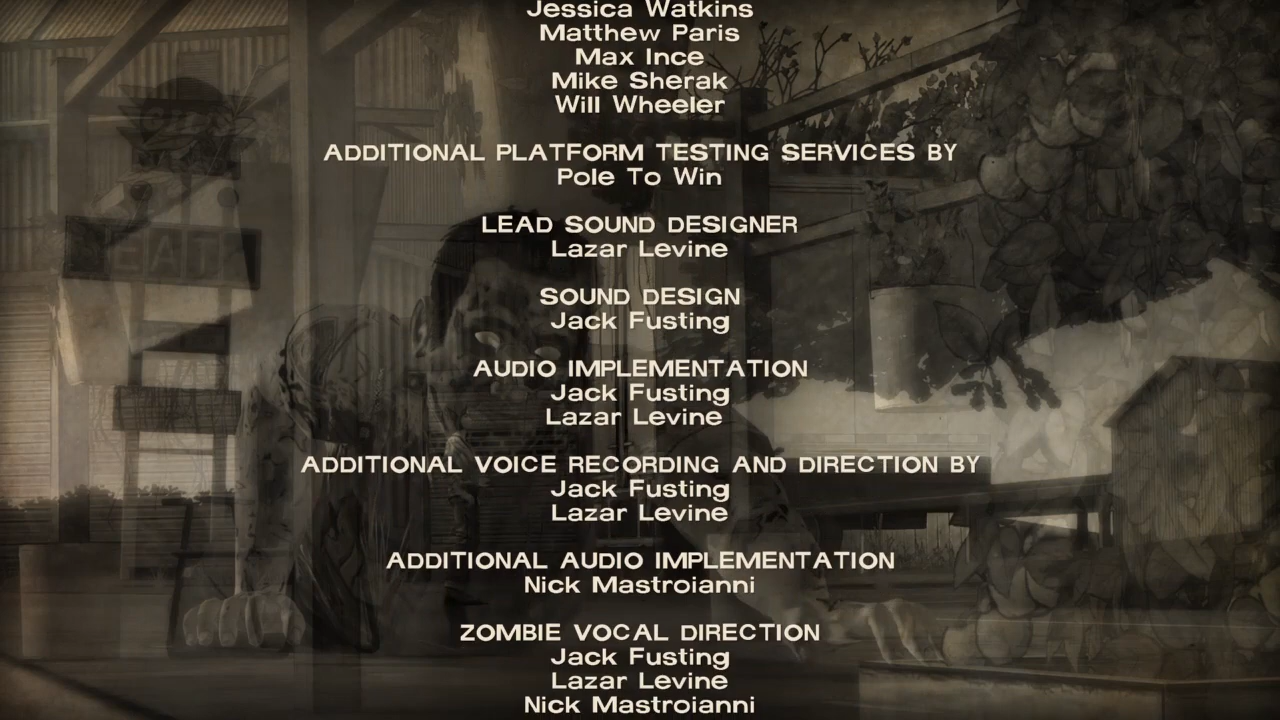 Jessica Watkins
Matthew Paris
Max Ince
Mike Sherak
Will Wheeler
ADDITIONAL PLATFORM TESTING SERVICES BY
Pole To Win
LEAD SOUND DESIGNER
Lazar Levine
SOUND DESIGN
Jack Fusting
AUDIO IMPLEMENTATION
Jack Fusting
Lazar Levine
ADDITIONAL VOICE RECORDING AND DIRECTION BY
Jack Fusting
Lazar Levine
ADDITIONAL AUDIO IMPLEMENTATION
Nick Mastroianni
ZOMBIE VOCAL DIRECTION
Jack Fusting
Lazar Levine
Nick Mastroianni
EAT